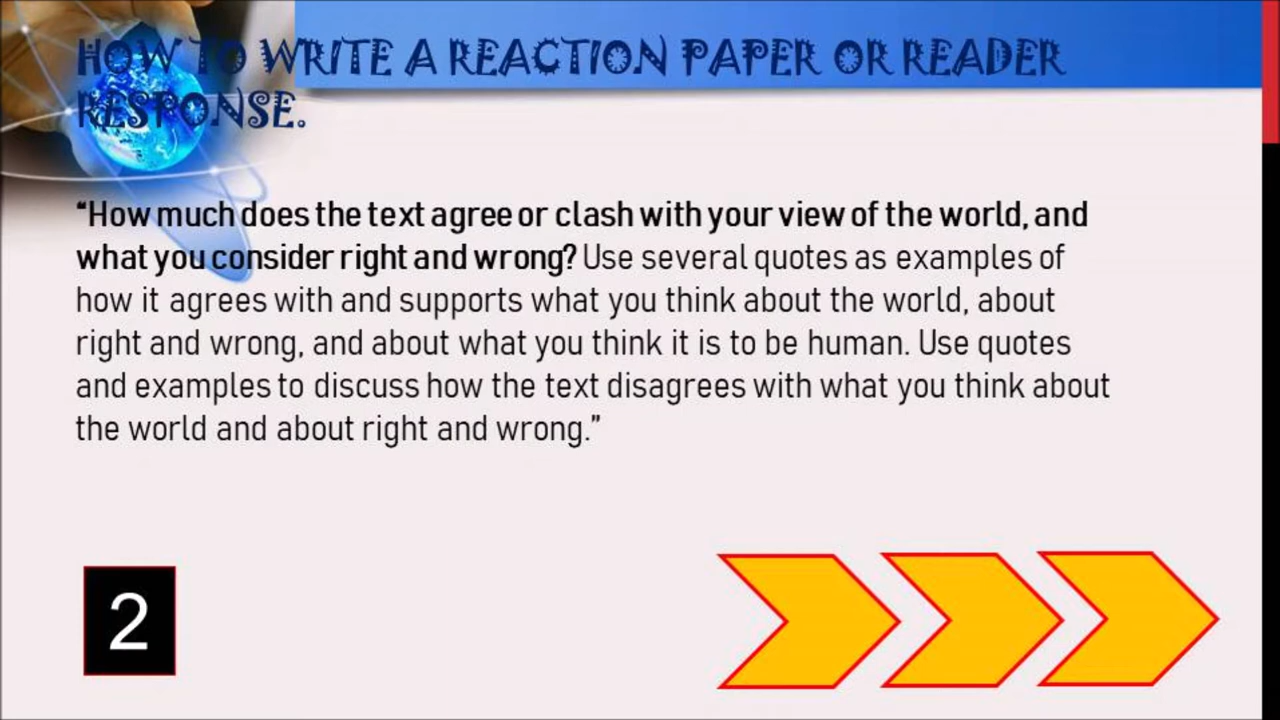 HOW TO WRITE A REACTION PAPER OR READER
RESPONSE.
“How much does the text agree or clash with your view of the world, and
what you consider right and wrong? Use several quotes as examples of
how it agrees with and supports what you think about the world, about
right and wrong, and about what you think it is to be human. Use quotes
and examples to discuss how the text disagrees with what you think about
the world and about right and wrong.”
2